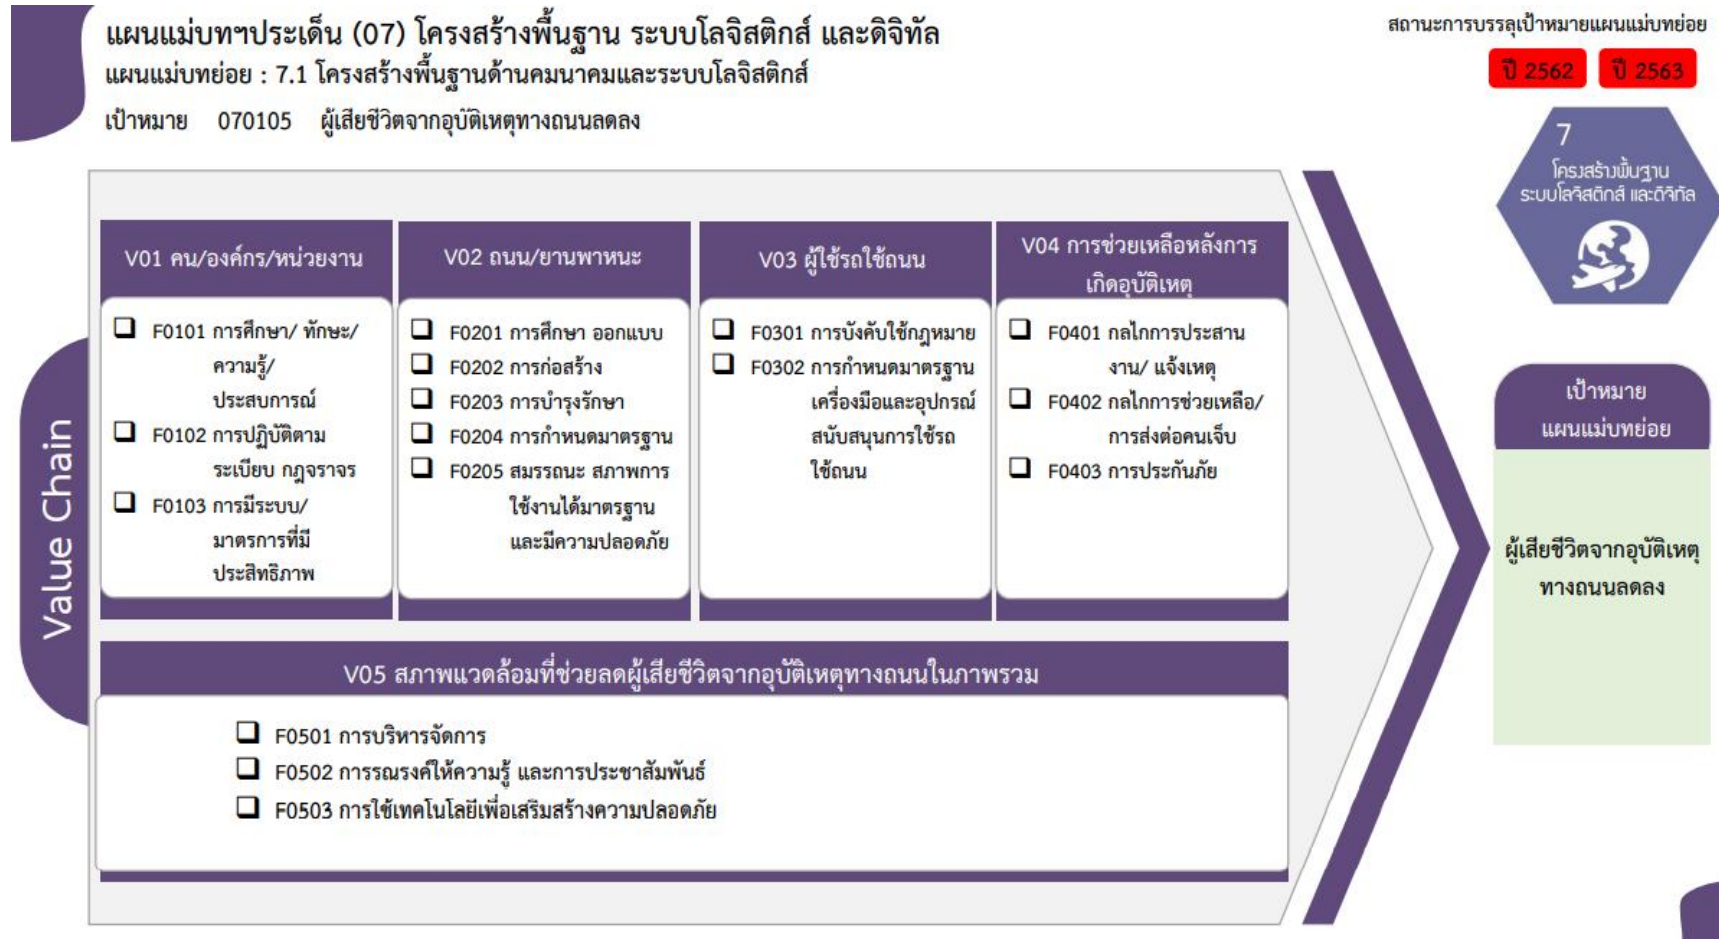 แผนแม่บทฯประเด็น (07) โครงสร้างพื้นฐาน ระบบโลจิสติกส์ และดิจิทัล
แผนแม่บทย่อย : 7.1 โครงสร้างพื้นฐานด้านคมนาคมและระบบโลจิสติกส์
เป้าหมาย 070105 ผู้เสียชีวิตจากอุบัติเหตุทางถนนลดลง
สถานะการบรรลุเป้าหมายแผนแม่บทย่อย
ปี 2562 ปี 2563
7
โครงสร้างพื้นฐาน
ระบบโลจิสติกส์ และดิจิทัล
Value Chain
V01 คน/องค์กร/หน่วยงาน
F0101 การศึกษา/ ทักษะ/
ความรู้/
ประสบการณ์
F0102 การปฏิบัติตาม
ระเบียบ กฎจราจร
F0103 การมีระบบ/
มาตรการที่มี
ประสิทธิภาพ
V02 ถนน/ยานพาหนะ
F0201 การศึกษา ออกแบบ
F0202 การก่อสร้าง
F0203 การบำรุงรักษา
F0204 การกำหนดมาตรฐาน
F0205 สมรรถนะ สภาพการ
ใช้งานได้มาตรฐาน
และมีความปลอดภัย
V03 ผู้ใช้รถใช้ถนน
F0301 การบังคับใช้กฎหมาย
F0302 การกำหนดมาตรฐาน
เครื่องมือและอุปกรณ์
สนับสนุนการใช้รถ
ใช้ถนน
V04 การช่วยเหลือหลังการ
เกิดอุบัติเหตุ
F0401 กลไกการประสาน
งาน/ แจ้งเหตุ
F0402 กลไกการช่วยเหลือ/
การส่งต่อคนเจ็บ
F0403 การประกันภัย
V05 สภาพแวดล้อมที่ช่วยลดผู้เสียชีวิตจากอุบัติเหตุทางถนนในภาพรวม
F0501 การบริหารจัดการ
F0502 การรณรงค์ให้ความรู้ และการประชาสัมพันธ์
F0503 การใช้เทคโนโลยีเพื่อเสริมสร้างความปลอดภัย
เป้าหมาย
แผนแม่บทย่อย
ผู้เสียชีวิตจากอุบัติเหตุ
ทางถนนลดลง